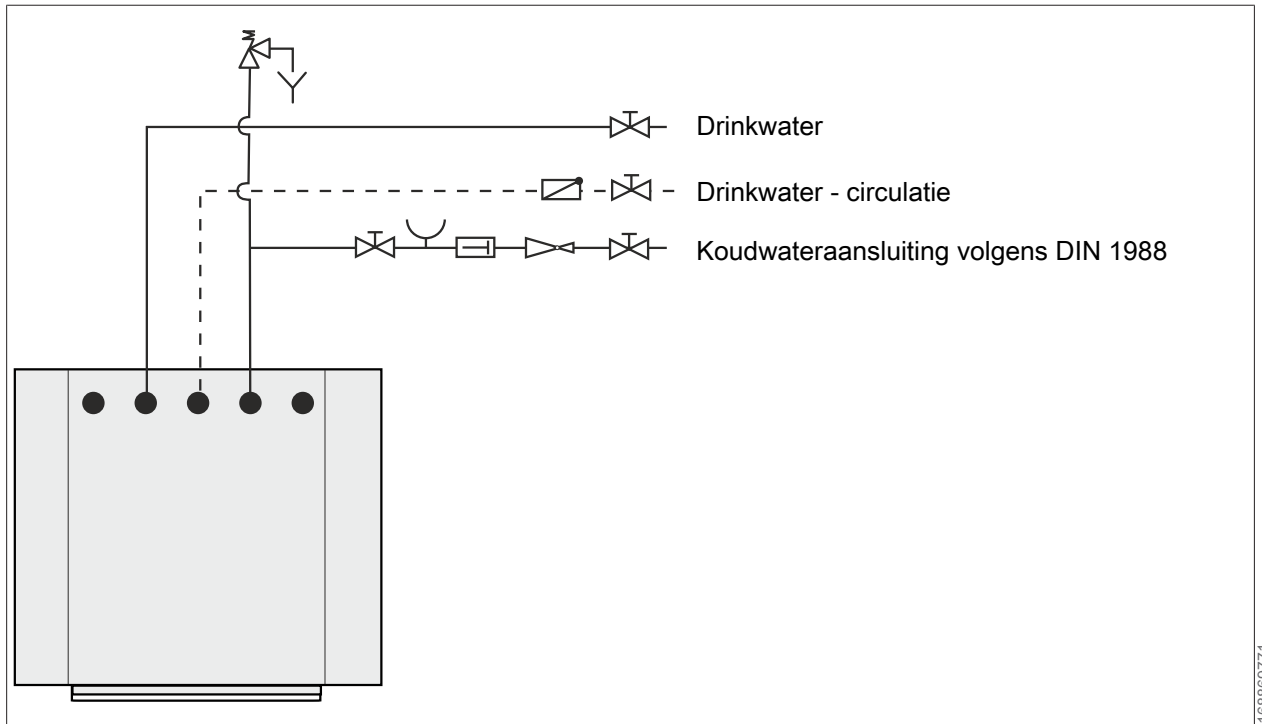 Drinkwater
Drinkwater - circulatie
Koudwateraansluiting volgens DIN 1988